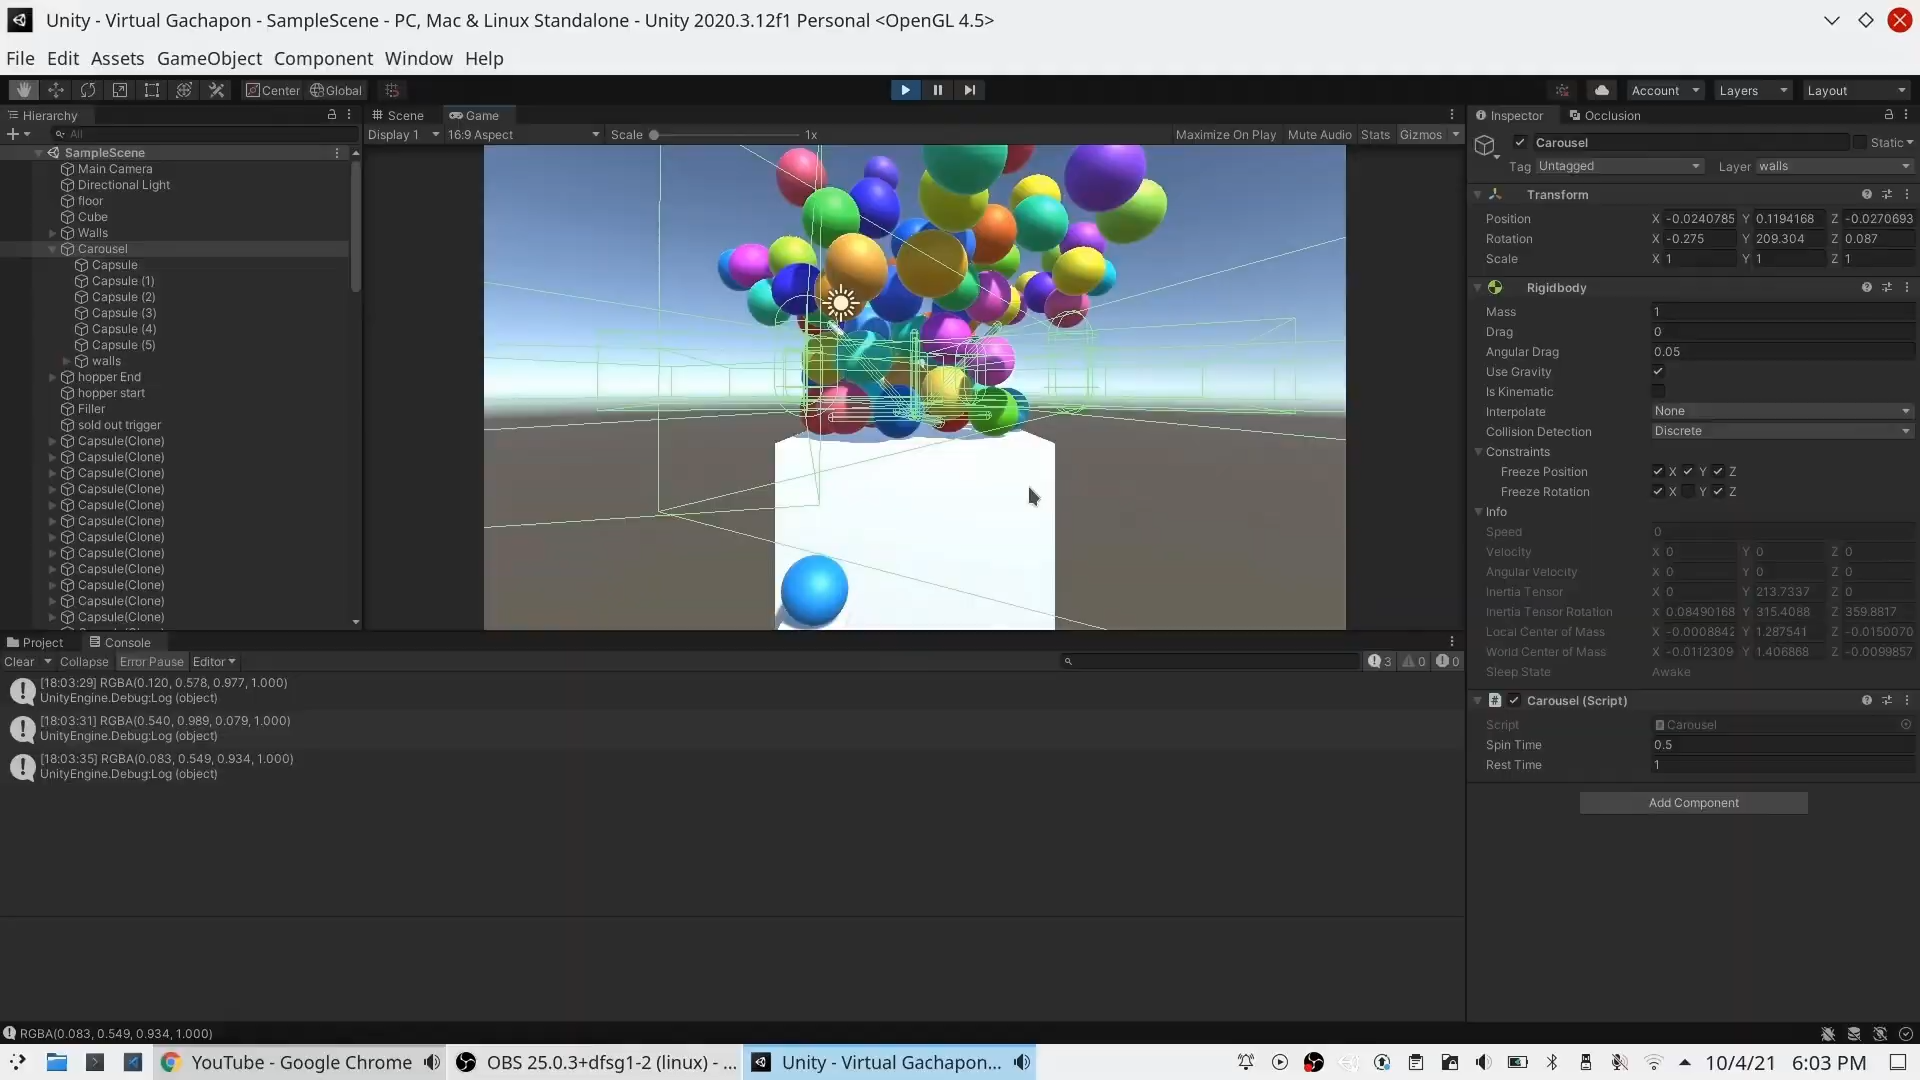 Unity - Virtual Gachapon - SampleScene - PC, Mac & Linux Standalone - Unity 2020.3.12f1 Personal <OpenGL 4.5>
File Edit Assets GameObject Component Window Help
Center Global Account Layers Layout
Hierarchy
All
SampleScene
Main Camera
Directional Light
floor
Cube
Walls
Carousel
Capsule
Capsule (1)
Capsule (2)
Capsule (3)
Capsule (4)
Capsule (5)
walls
hopper End
hopper start
Filler
sold out trigger
Capsule(Clone)
Capsule(Clone)
Capsule(Clone)
Capsule(Clone)
Capsule(Clone)
Capsule(Clone)
Capsule(Clone)
Capsule(Clone)
Capsule(Clone)
Capsule(Clone)
Capsule(Clone)
Capsule(Clone)
Scene Game
Display 1 16:9 Aspect Scale 1x Maximize On Play Mute Audio Stats Gizmos
Inspector Occlusion
Carousel Static
Tag Untagged Layer walls
Transform
Position X -0.0240785 Y 0.1194168 Z -0.0270693
Rotation X -0.275 Y 209.304 Z 0.087
Scale X 1 Y 1 Z 1
Rigidbody
Mass 1
Drag 0
Angular Drag 0.05
Use Gravity
Is Kinematic
Interpolate None
Collision Detection Discrete
Constraints
Freeze Position X Y Z
Freeze Rotation X Y Z
Info
Speed 0
Velocity X 0 Y 0 Z 0
Angular Velocity X 0 Y 0 Z 0
Inertia Tensor X 0 Y 213.7337 Z 0
Inertia Tensor Rotation X 0.08490168 Y 315.4088 Z 359.8817
Local Center of Mass X -0.0008842 Y 1.287541 Z -0.0150070
World Center of Mass X -0.0112309 Y 1.406868 Z -0.0099857
Sleep State Awake
Carousel (Script)
Script Carousel
Spin Time 0.5
Rest Time 1
Add Component
Project Console
Clear Collapse Error Pause Editor 3 0 0
[18:03:29] RGBA(0.120, 0.578, 0.977, 1.000)
UnityEngine.Debug:Log (object)
[18:03:31] RGBA(0.540, 0.989, 0.079, 1.000)
UnityEngine.Debug:Log (object)
[18:03:35] RGBA(0.083, 0.549, 0.934, 1.000)
UnityEngine.Debug:Log (object)
RGBA(0.083, 0.549, 0.934, 1.000)
YouTube - Google Chrome OBS 25.0.3+dfsg1-2 (linux) - ... Unity - Virtual Gachapon... 10/4/21 6:03 PM